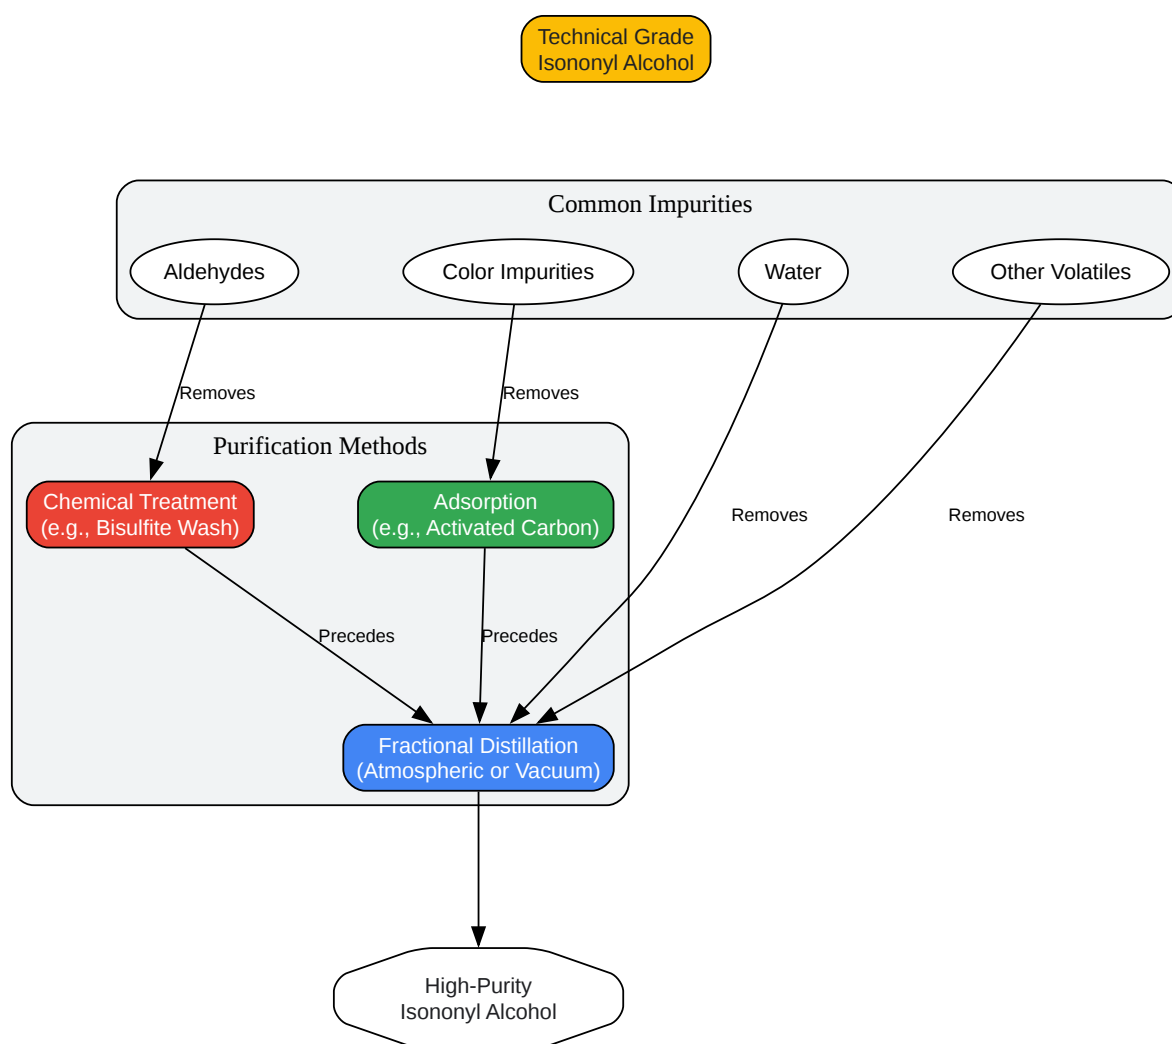 Technical Grade
Isononyl Alcohol
Common Impurities
Aldehydes
Color Impurities
Water
Other Volatiles
Removes
Removes
Purification Methods
Chemical Treatment
(e.g., Bisulfite Wash)
Adsorption
(e.g., Activated Carbon)
Removes
Removes
Precedes
Precedes
Fractional Distillation
(Atmospheric or Vacuum)
High-Purity
Isononyl Alcohol